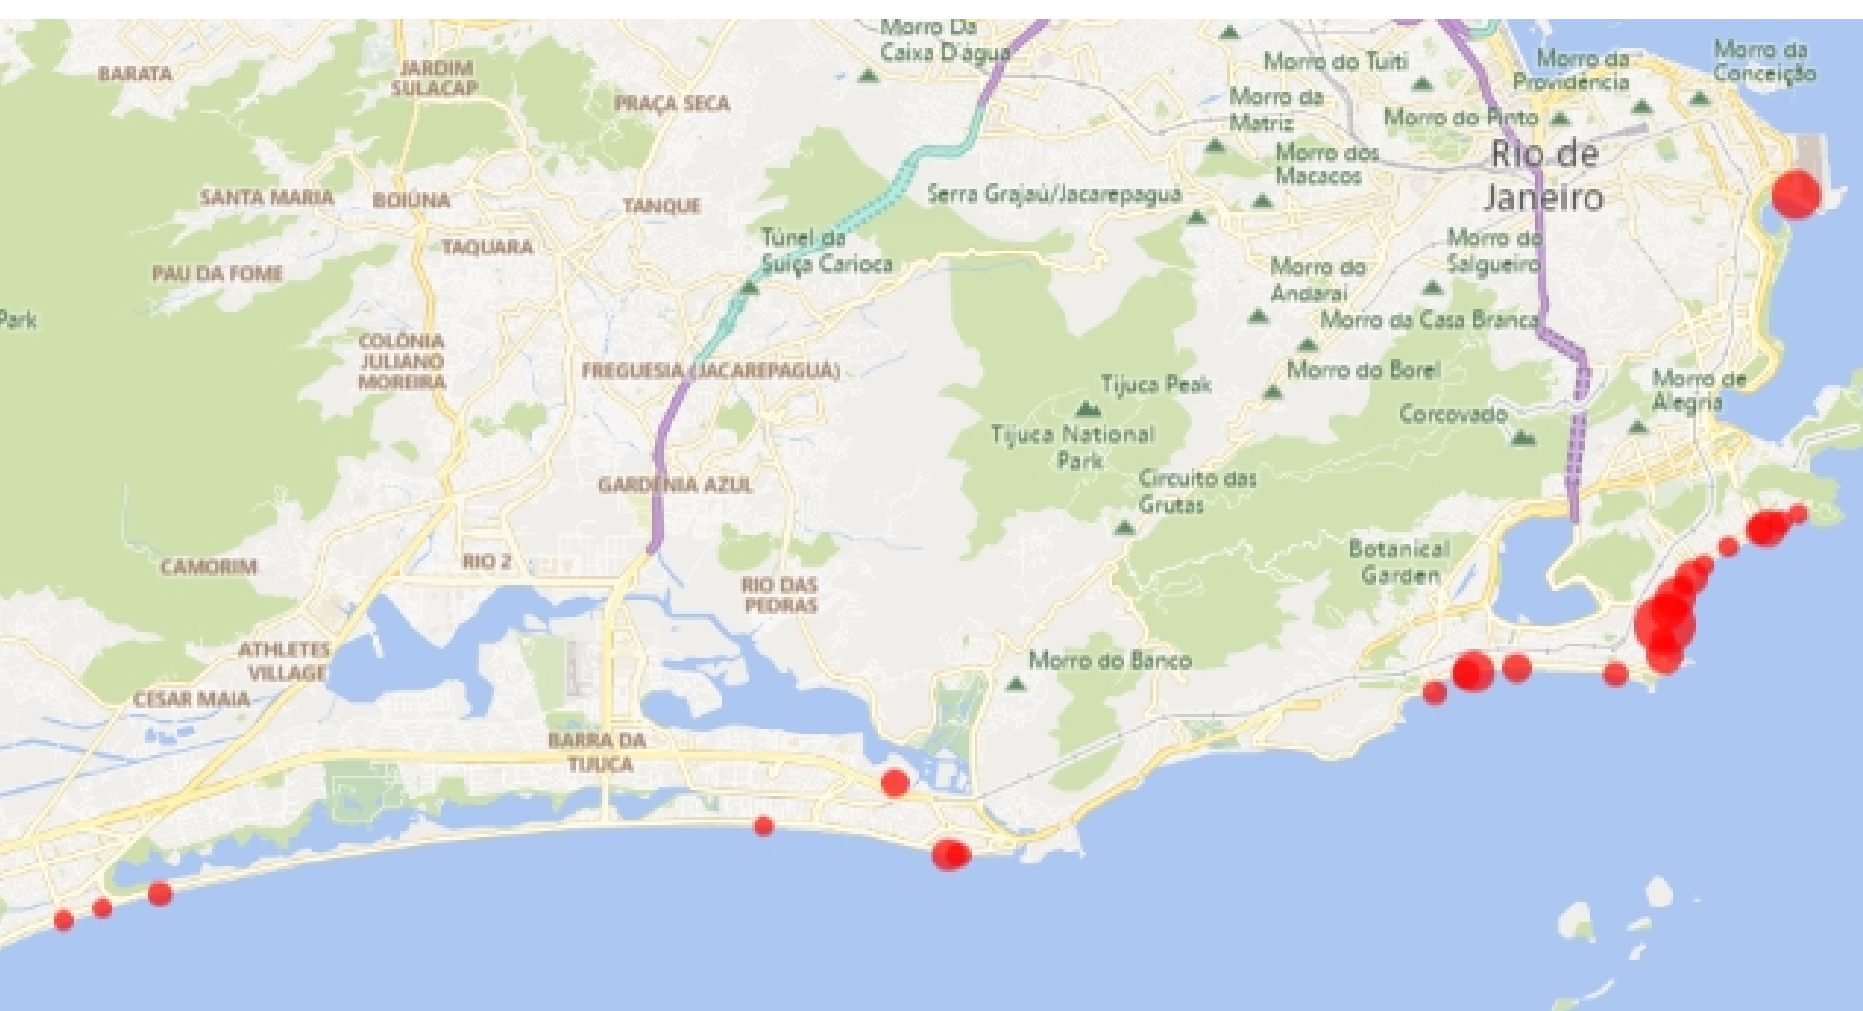 Morro Da
Caixa D'água
BARATA
JARDIM
SULACAP
PRAÇA SECA
Morro do Tuiti
Morro da
Providência
Morro da
Conceição
Morro da
Matriz
Morro do Pinto
Rio de
Janeiro
Morro dos
Macacos
SANTA MARIA
BOIÚNA
TANQUE
Serra Grajaú/Jacarepaguá
TAQUARA
Túnel da
Suíça Carioca
PAU DA FOME
Morro do
Salgueiro
Morro do
Andaraí
Park
Morro da Casa Branca
COLÔNIA
JULIANO
MOREIRA
FREGUESIA (JACAREPAGUÁ)
Tijuca Peak
Morro do Borel
Morro de
Alegria
Corcovado
Tijuca National
Park
GARDÊNIA AZUL
Circuito das
Grutas
CAMORIM
RIO 2
RIO DAS
PEDRAS
Botanical
Garden
ATHLETES
VILLAGE
Morro do Banco
CESAR MAIA
BARRA DA
TIJUCA